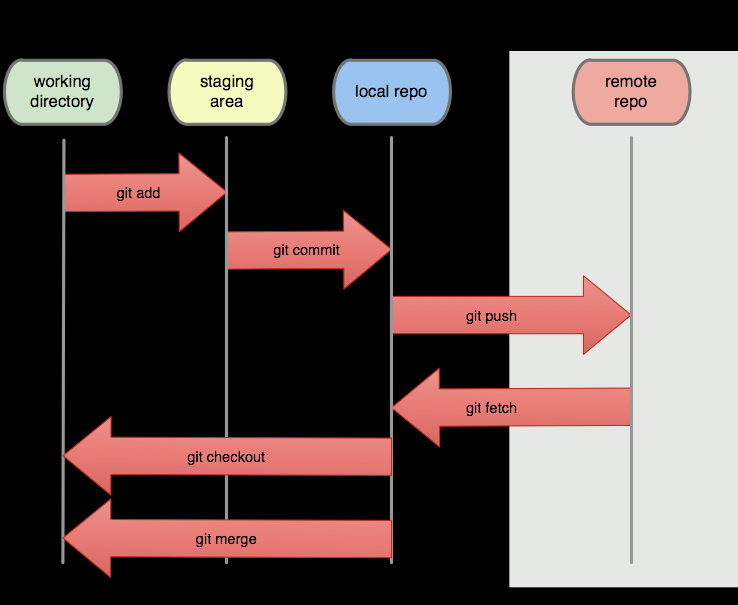 working
directory
staging
area
local repo
remote
repo
git add
git commit
git push
git fetch
git checkout
git merge